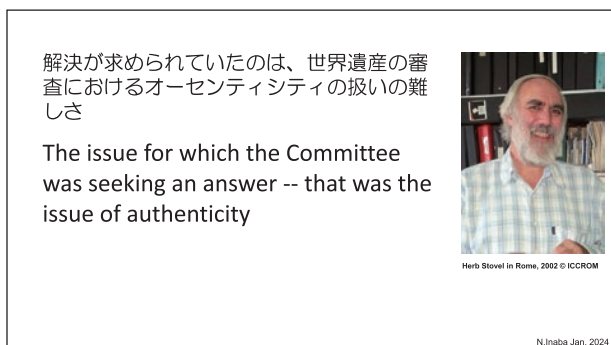 解決が求められていたのは、世界遺産の審
査におけるオーセンティシティの扱いの難
しさ
The issue for which the Committee
was seeking an answer -- that was the
issue of authenticity
Herb Stovel in Rome, 2002 © ICCROM
N.Inaba Jan. 2024